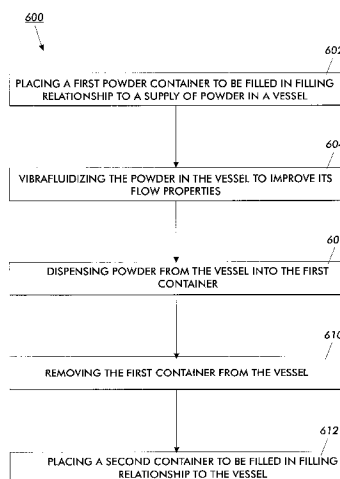 600
602
PLACING A FIRST POWDER CONTAINER TO BE FILLED IN FILLING
RELATIONSHIP TO A SUPPLY OF POWDER IN A VESSEL
604
VIBRAFLUIDIZING THE POWDER IN THE VESSEL TO IMPROVE ITS
FLOW PROPERTIES
60
DISPENSING POWDER FROM THE VESSEL INTO THE FIRST
CONTAINER
610
REMOVING THE FIRST CONTAINER FROM THE VESSEL
612
PLACING A SECOND CONTAINER TO BE FILLED IN FILLING
RELATIONSHIP TO THE VESSEL